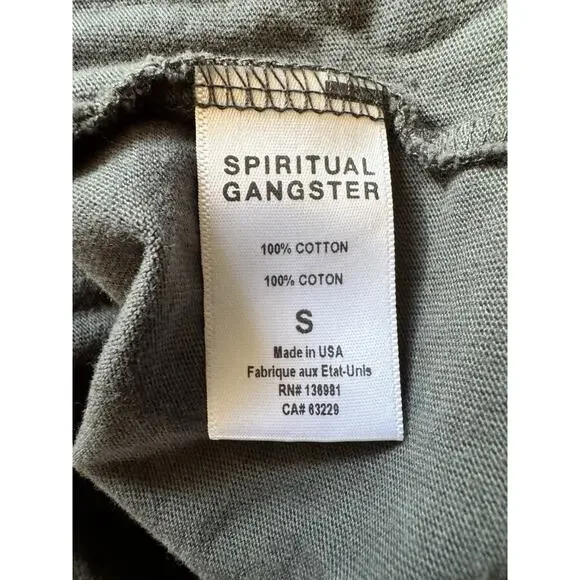 SPIRITUAL
GANGSTER
100% COTTON
100% COTON
S
Made in USA
Fabrique aux Etat-Unis
RN# 136981
CA# 63229